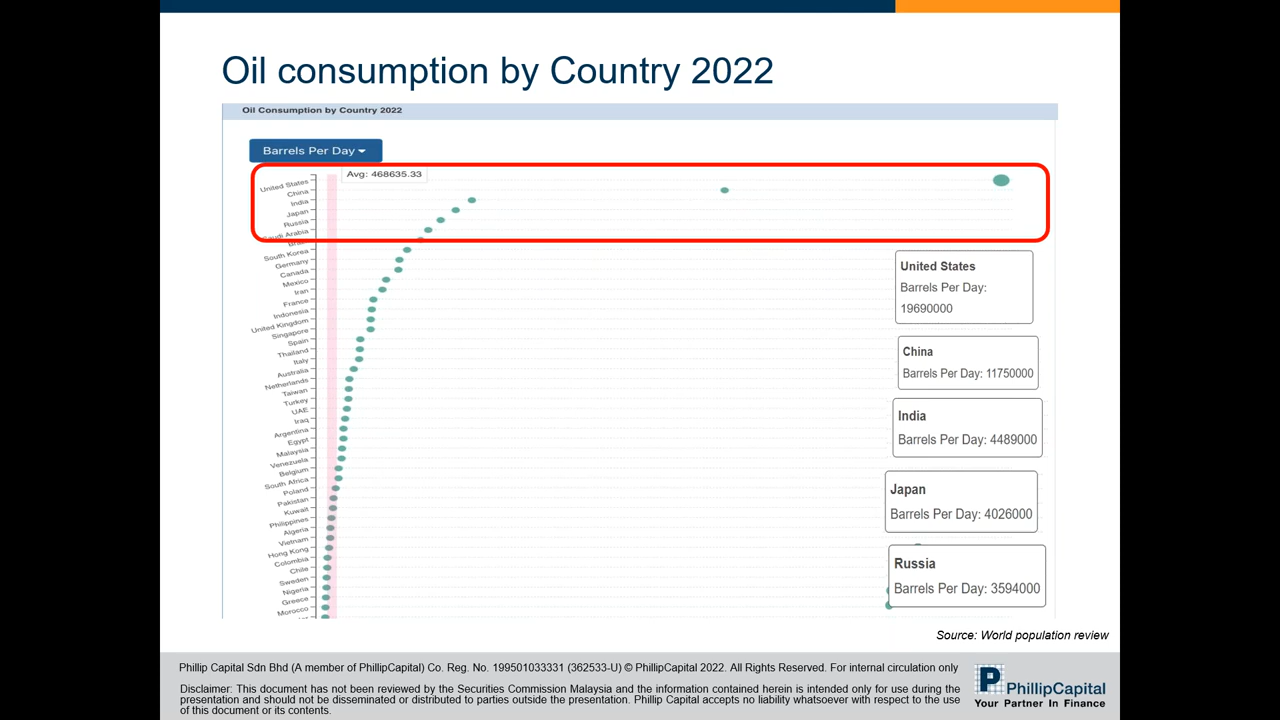 Oil consumption by Country 2022
Oil Consumption by Country 2022
Barrels Per Day
Avg: 468635.33
United States
China
India
Japan
Russia
Saudi Arabia
Brazil
South Korea
Germany
Canada
Mexico
Iran
France
Indonesia
United Kingdom
Singapore
Spain
Thailand
Italy
Australia
Netherlands
Taiwan
Turkey
UAE
Iraq
Argentina
Egypt
Malaysia
Venezuela
Belgium
South Africa
Poland
Pakistan
Kuwait
Philippines
Algeria
Vietnam
Hong Kong
Colombia
Chile
Sweden
Nigeria
Greece
Morocco
United States
Barrels Per Day:
19690000
China
Barrels Per Day: 11750000
India
Barrels Per Day: 4489000
Japan
Barrels Per Day: 4026000
Russia
Barrels Per Day: 3594000
Source: World population review
Phillip Capital Sdn Bhd (A member of PhillipCapital) Co. Reg. No. 199501033331 (362533-U) © PhillipCapital 2022. All Rights Reserved. For internal circulation only
Disclaimer: This document has not been reviewed by the Securities Commission Malaysia and the information contained herein is intended only for use during the
presentation and should not be disseminated or distributed to parties outside the presentation. Phillip Capital accepts no liability whatsoever with respect to the use
of this document or its contents.
P
PhillipCapital
Your Partner In Finance